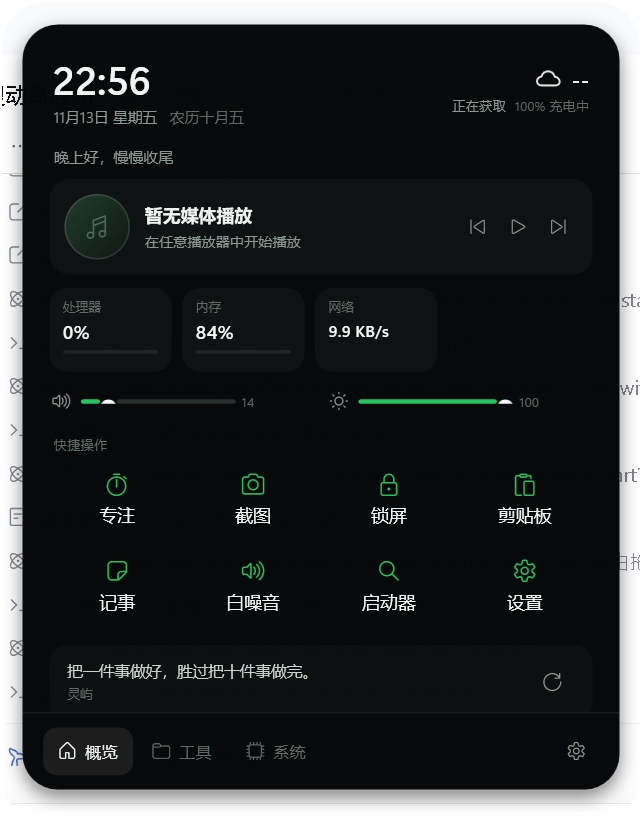 22:56
--
11月13日 星期五 农历十月五
正在获取 100% 充电中
晚上好，慢慢收尾
暂无媒体播放
在任意播放器中开始播放
处理器
0%
内存
84%
网络
9.9 KB/s
14
100
快捷操作
专注
截图
锁屏
剪贴板
记事
白噪音
启动器
设置
把一件事做好，胜过把十件事做完。
灵屿
概览
工具
系统